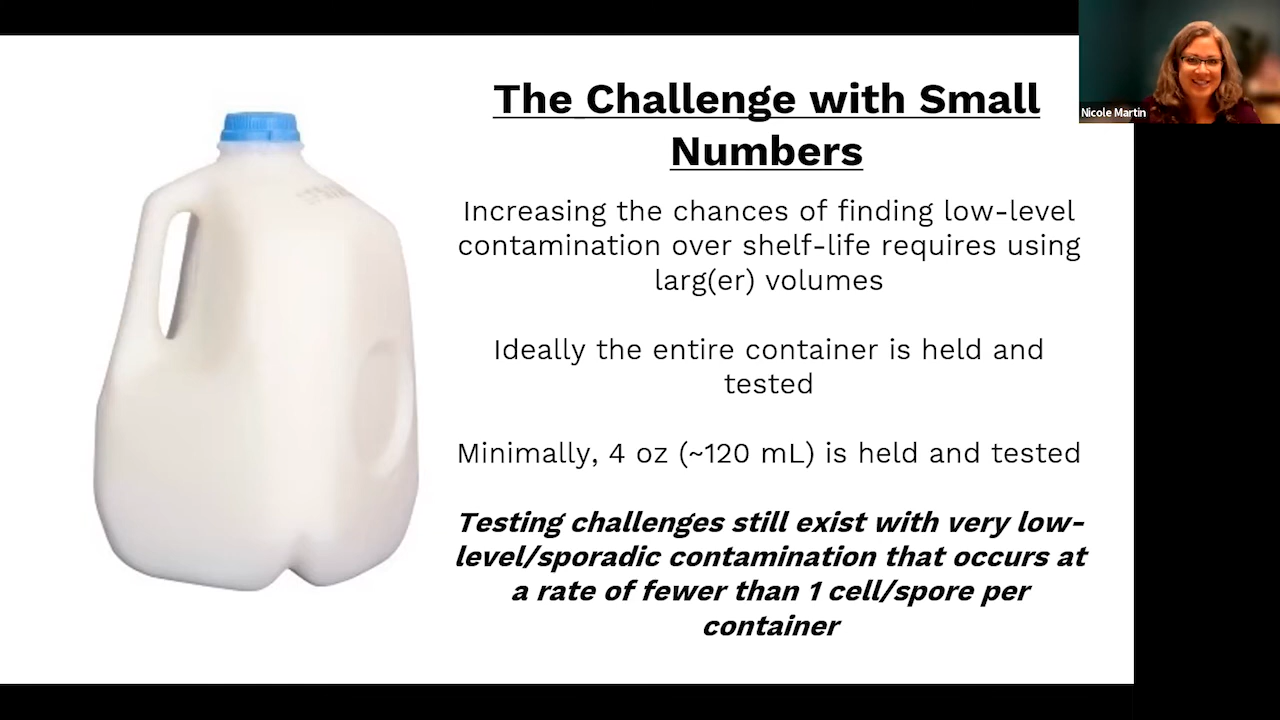 The Challenge with Small
Numbers
Increasing the chances of finding low-level
contamination over shelf-life requires using
larg(er) volumes
Ideally the entire container is held and
tested
Minimally, 4 oz (~120 mL) is held and tested
Testing challenges still exist with very low-
level/sporadic contamination that occurs at
a rate of fewer than 1 cell/spore per
container
Nicole Martin